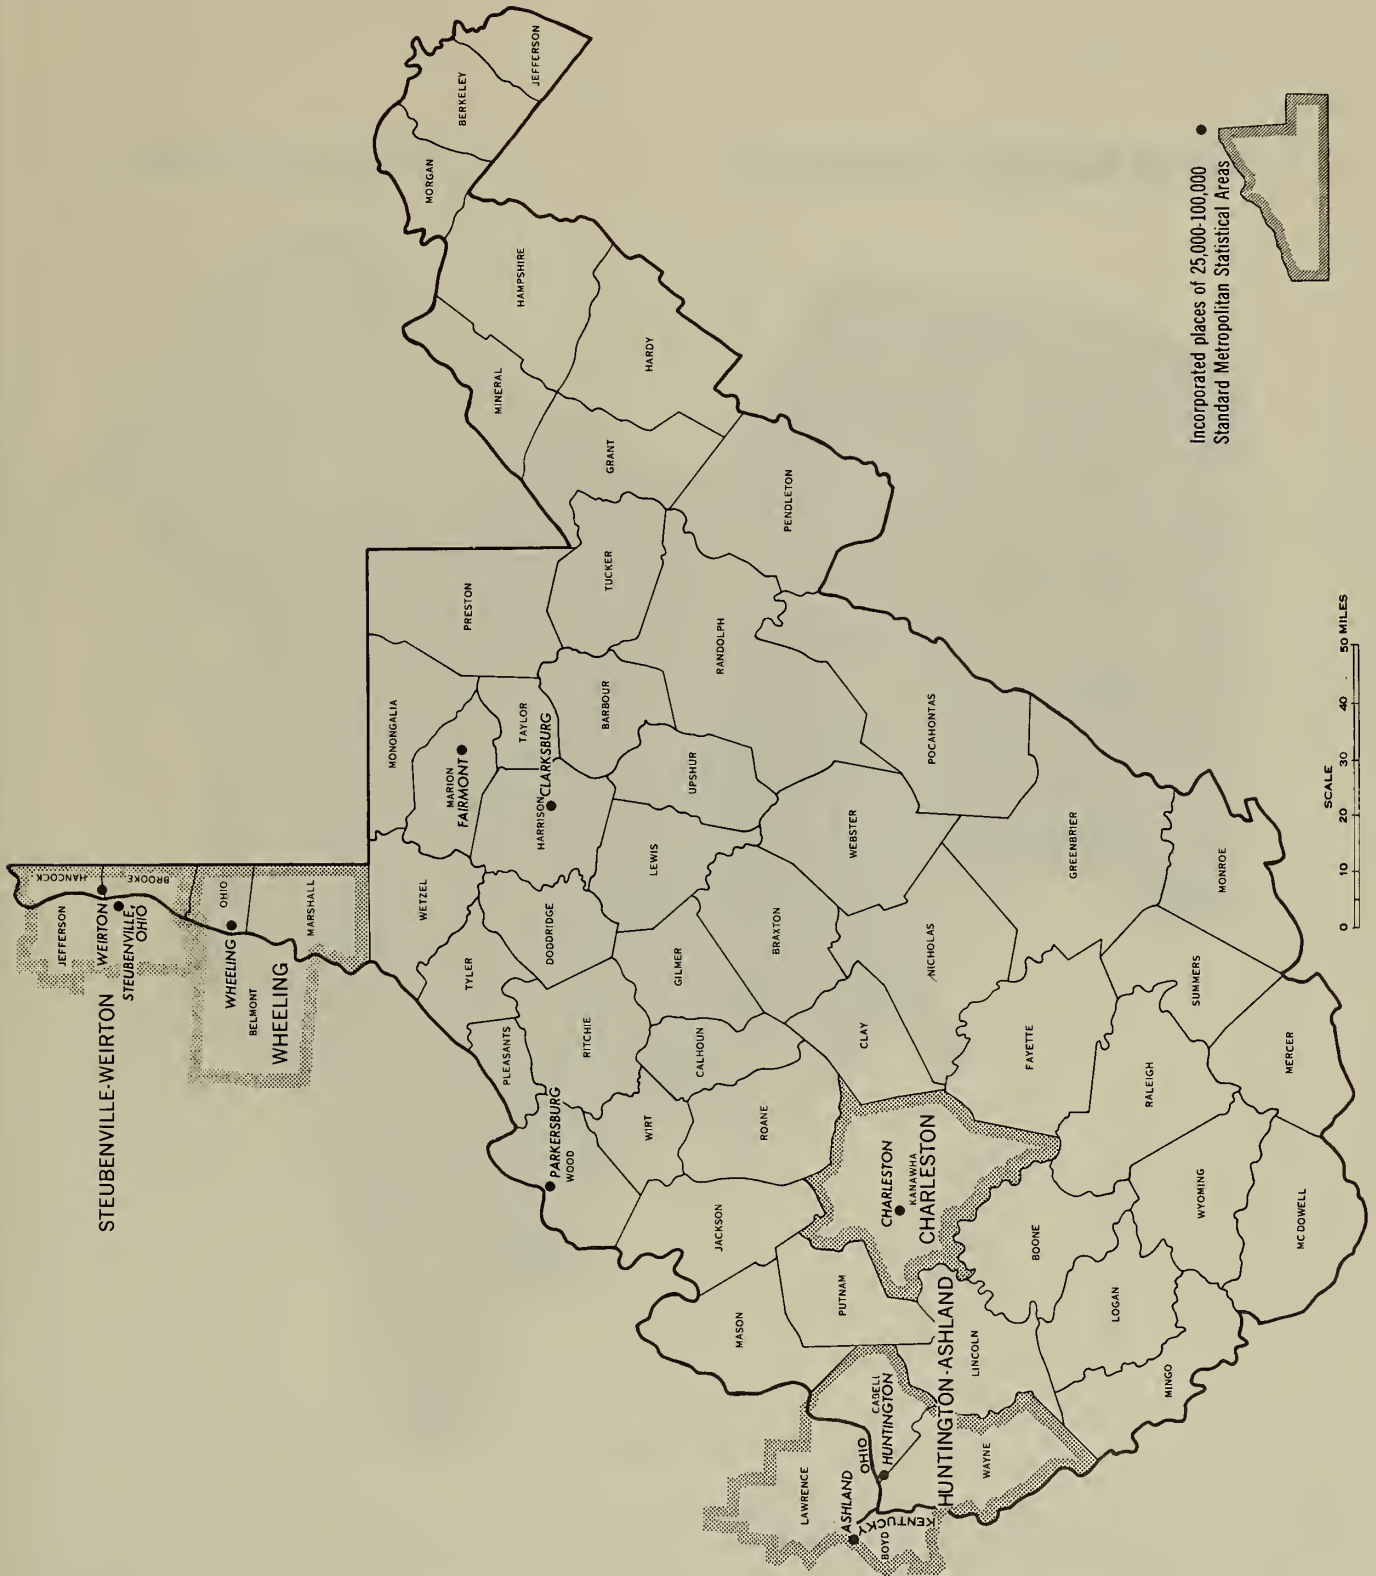 STEUBENVILLE-WEIRTON
JEFFERSON
HANCOCK
WEIRTON
STEUBENVILLE,
OHIO
BROOKE
WHEELING
OHIO
BELMONT
WHEELING
MARSHALL
MONONGALIA
PRESTON
MARION
FAIRMONT
WETZEL
TYLER
PLEASANTS
DODDRIDGE
HARRISON
CLARKSBURG
TAYLOR
BARBOUR
TUCKER
MORGAN
BERKELEY
JEFFERSON
HAMPSHIRE
MINERAL
HARDY
GRANT
PENDLETON
RANDOLPH
UPSHUR
LEWIS
GILMER
RITCHIE
PARKERSBURG
WOOD
WIRT
CALHOUN
ROANE
JACKSON
MASON
PUTNAM
BRAXTON
WEBSTER
POCAHONTAS
CLAY
NICHOLAS
CHARLESTON
KANAWHA
CHARLESTON
GREENBRIER
FAYETTE
BOONE
LINCOLN
HUNTINGTON-ASHLAND
CABELL
HUNTINGTON
OHIO
LAWRENCE
ASHLAND
KENTUCKY
BOYD
WAYNE
LOGAN
MINGO
RALEIGH
SUMMERS
MONROE
MERCER
WYOMING
MC DOWELL
Incorporated places of 25,000-100,000
Standard Metropolitan Statistical Areas
SCALE
0 10 20 30 40 50 MILES